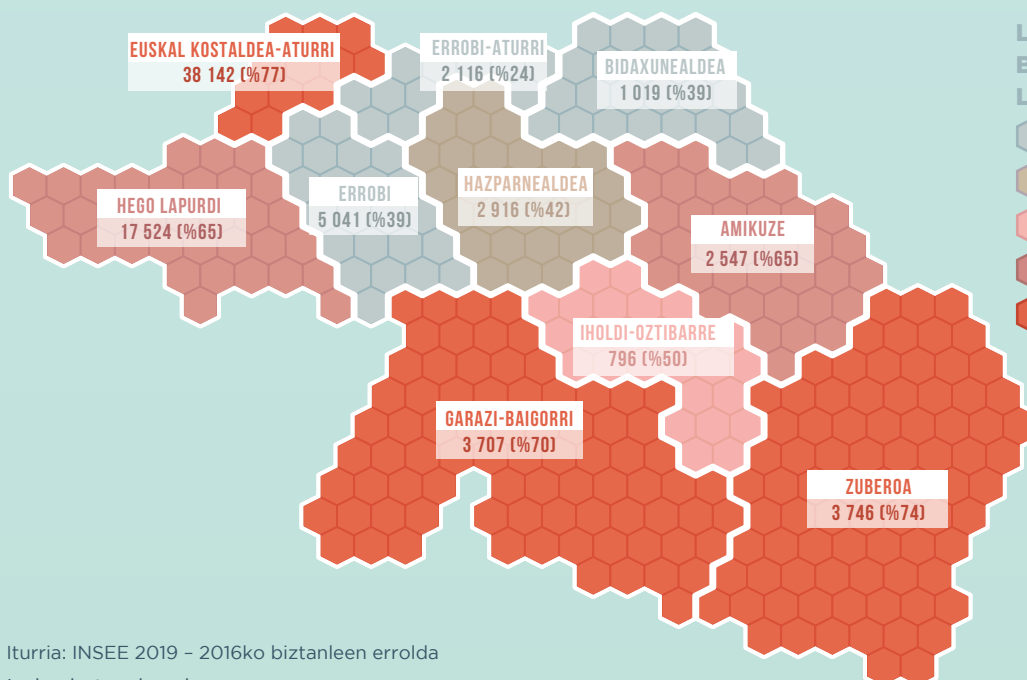 EUSKAL KOSTALDEA-ATURRI
38 142 (%77)
ERROBI-ATURRI
2 116 (%24)
BIDAXUNEALDEA
1 019 (%39)
HEGO LAPURDI
17 524 (%65)
ERROBI
5 041 (%39)
HAZPARNEALDEA
2 916 (%42)
AMIKUZE
2 547 (%65)
IHOLDI-OZTIBARRE
796 (%50)
GARAZI-BAIGORRI
3 707 (%70)
ZUBEROA
3 746 (%74)
Iturria: INSEE 2019 – 2016ko biztanleen errolda